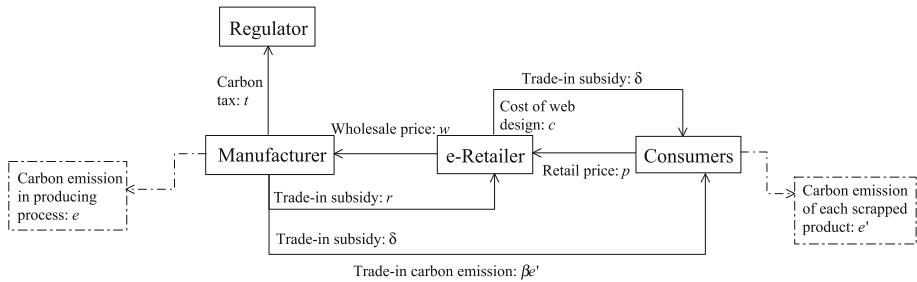 Regulator
Carbon
tax: t
Trade-in subsidy: δ
Cost of web
design: c
Wholesale price: w
Manufacturer
e-Retailer
Consumers
Retail price: p
Carbon emission
in producing
process: e
Trade-in subsidy: r
Carbon emission
of each scrapped
product: e'
Trade-in subsidy: δ
Trade-in carbon emission: βe'